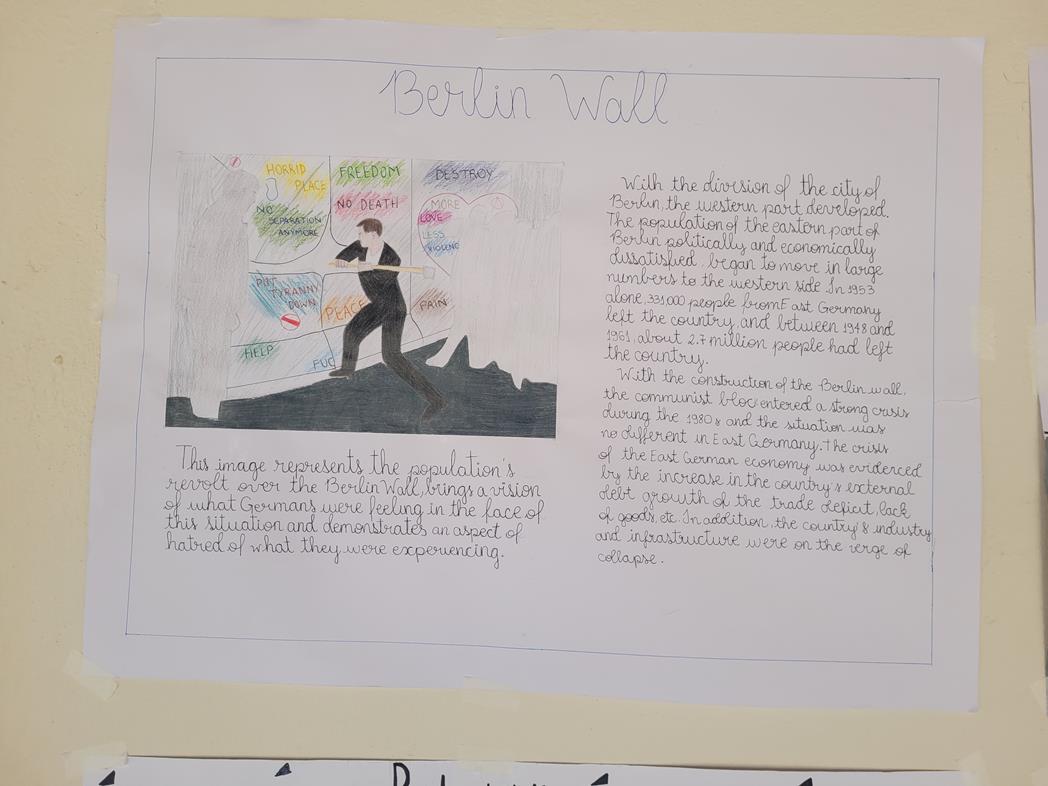 Berlin Wall
HORRID
PLACE
FREEDOM
DESTROY
NO
SEPARATION
ANYMORE
NO DEATH
MORE
LOVE
LESS
VIOLENC
PUT
TYRANNY
DOWN
PEACE
PAIN
HELP
FUC
This image represents the population's
revolt over the Berlin Wall, brings a vision
of what Germans were feeling in the face of
this situation and demonstrates an aspect of
hatred of what they were experiencing.
With the division of the city of
Berlin, the western part developed.
The population of the eastern part of
Berlin politically and economically
dissatisfied, began to move in large
numbers to the western side. In 1953
alone, 331,000 people from East Germany
left the country, and between 1948 and
1961, about 2.7 million people had left
the country.
With the construction of the Berlin wall,
the communist bloc entered a strong crisis
during the 1980s and the situation was
no different in East Germany. The crisis
of the East German economy was evidenced
by the increase in the country's external
debt growth of the trade deficit, lack
of goods, etc. In addition, the country's industry
and infrastructure were on the verge of
collapse.